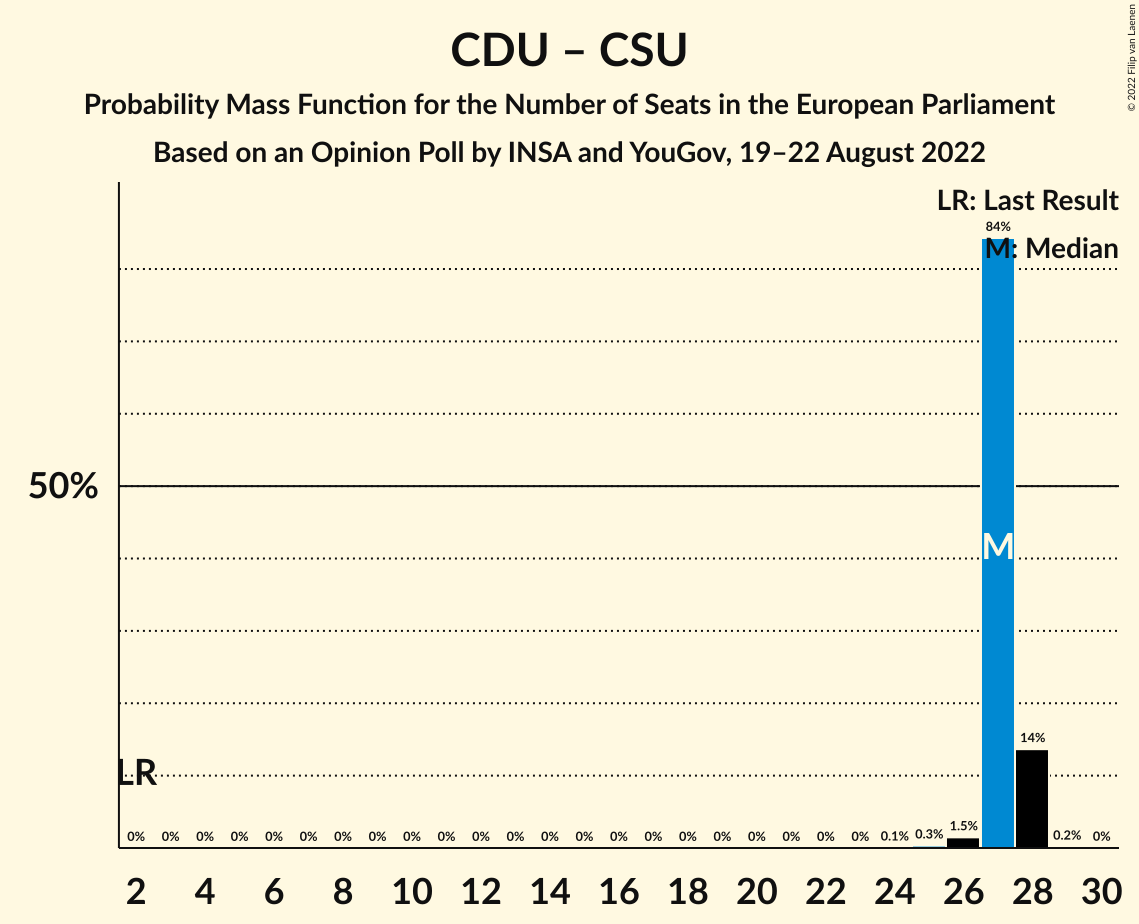 CDU – CSU
Probability Mass Function for the Number of Seats in the European Parliament
Based on an Opinion Poll by INSA and YouGov, 19–22 August 2022
© 2022 Filip van Laenen
LR: Last Result
84%
M: Median
50%
M
14%
LR
0% 0% 0% 0% 0% 0% 0% 0% 0% 0% 0% 0% 0% 0% 0% 0% 0% 0% 0% 0% 0% 0% 0.1% 0.3% 1.5% 0.2% 0%
2 4 6 8 10 12 14 16 18 20 22 24 26 28 30